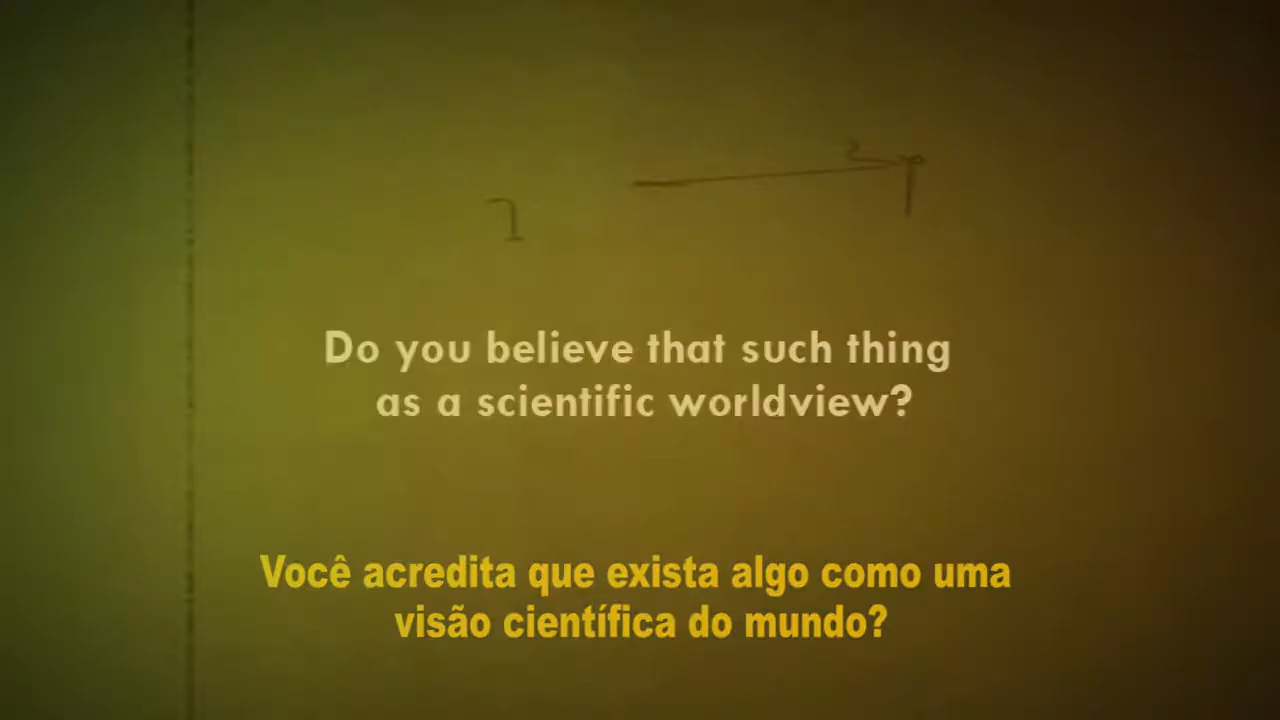 Do you believe that such thing
as a scientific worldview?
Você acredita que exista algo como uma
visão científica do mundo?